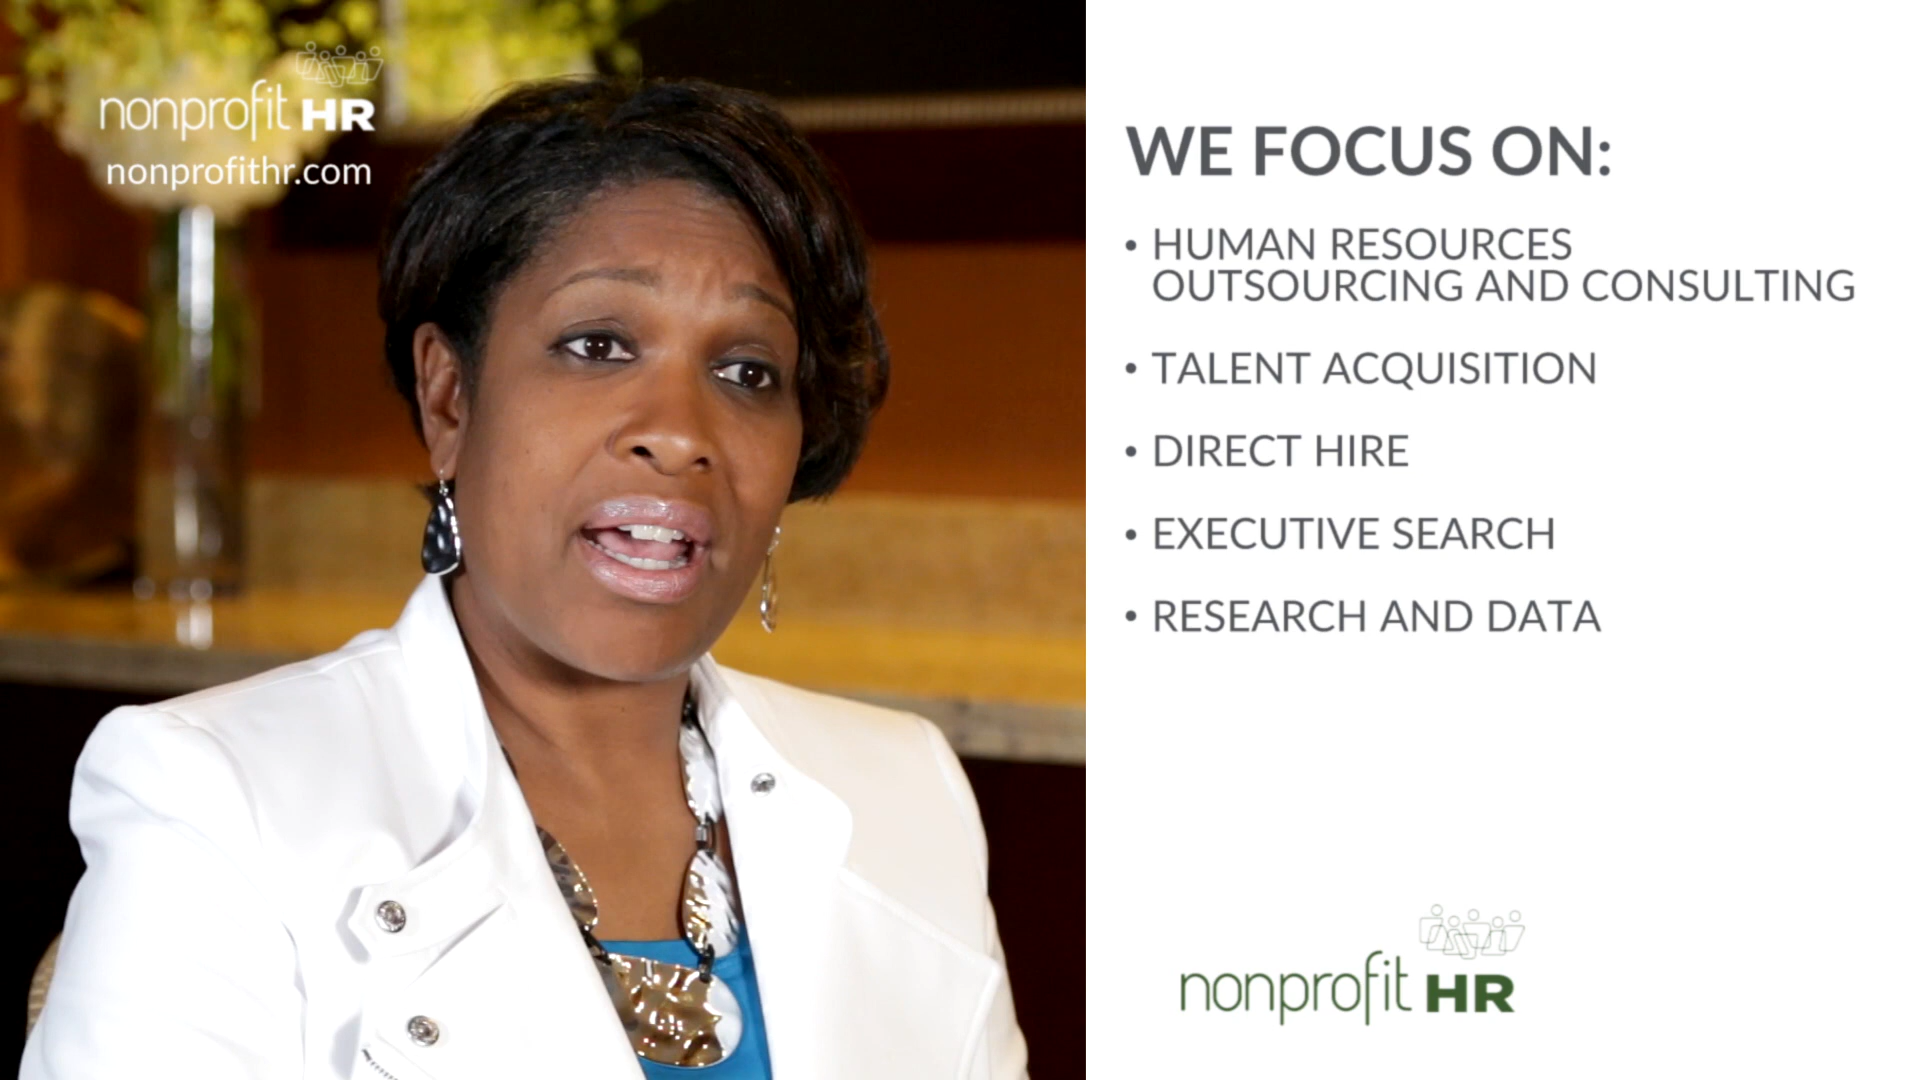 nonprofit HR
nonprofithr.com
WE FOCUS ON:
• HUMAN RESOURCES
OUTSOURCING AND CONSULTING
• TALENT ACQUISITION
• DIRECT HIRE
• EXECUTIVE SEARCH
• RESEARCH AND DATA
nonprofit HR